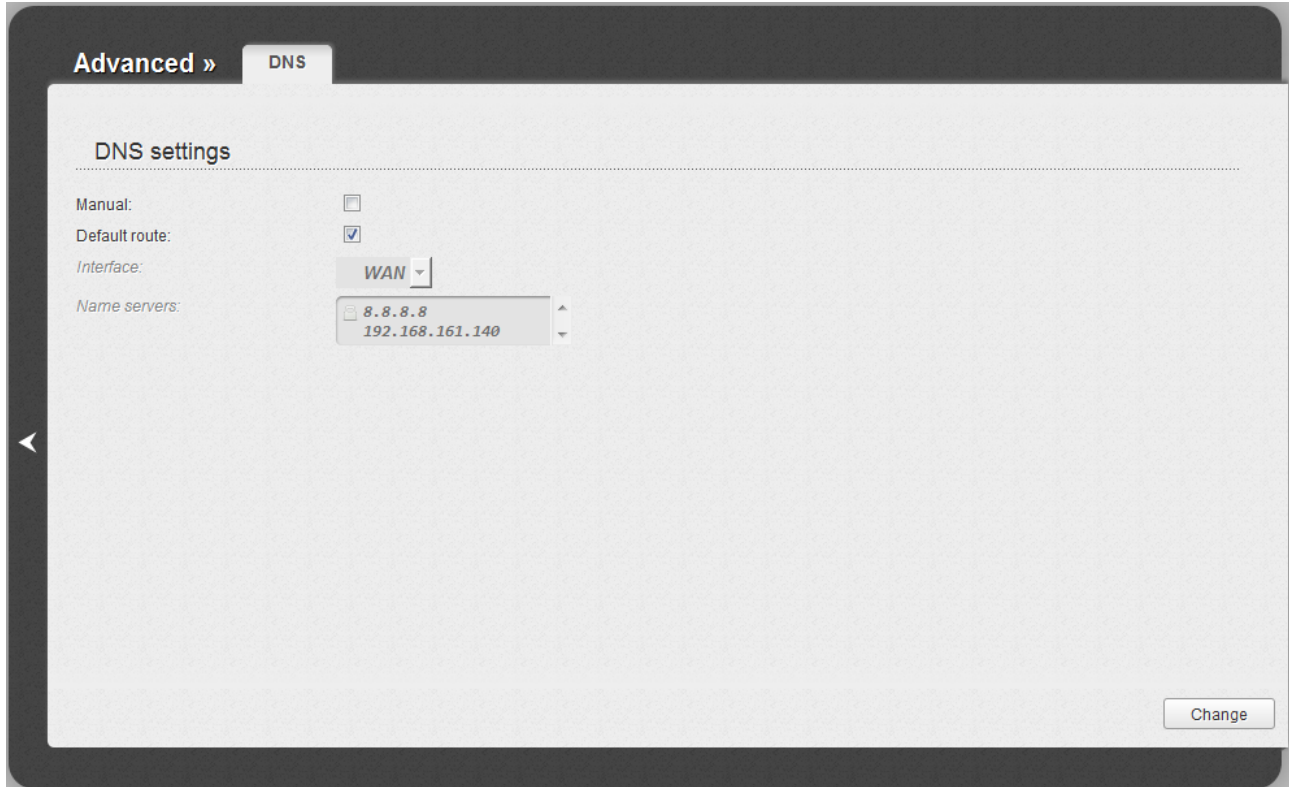 Advanced » DNS
DNS settings
Manual:
Default route:
Interface: WAN
Name servers: 8.8.8.8
192.168.161.140
Change